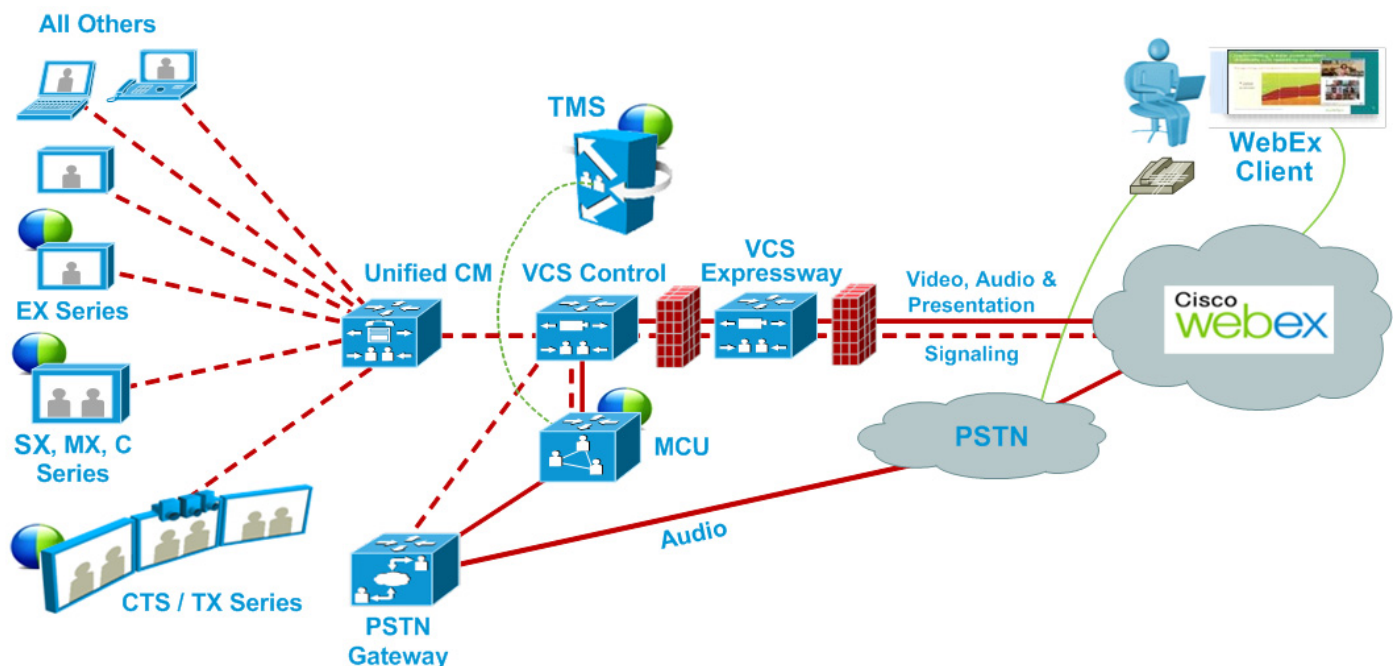 All Others
TMS
WebEx
Client
EX Series
Unified CM
VCS Control
VCS
Expressway
Video, Audio &
Presentation
Signaling
Cisco
webex
SX, MX, C
Series
MCU
PSTN
Audio
CTS / TX Series
PSTN
Gateway